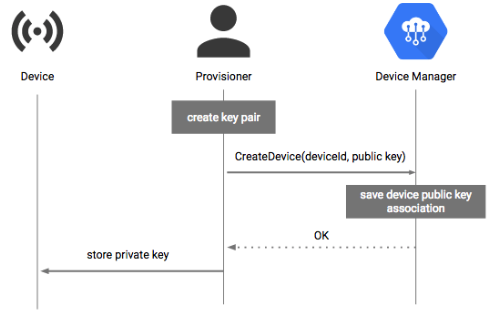 Device
Provisioner
Device Manager
create key pair
CreateDevice(deviceId, public key)
save device public key
association
OK
store private key